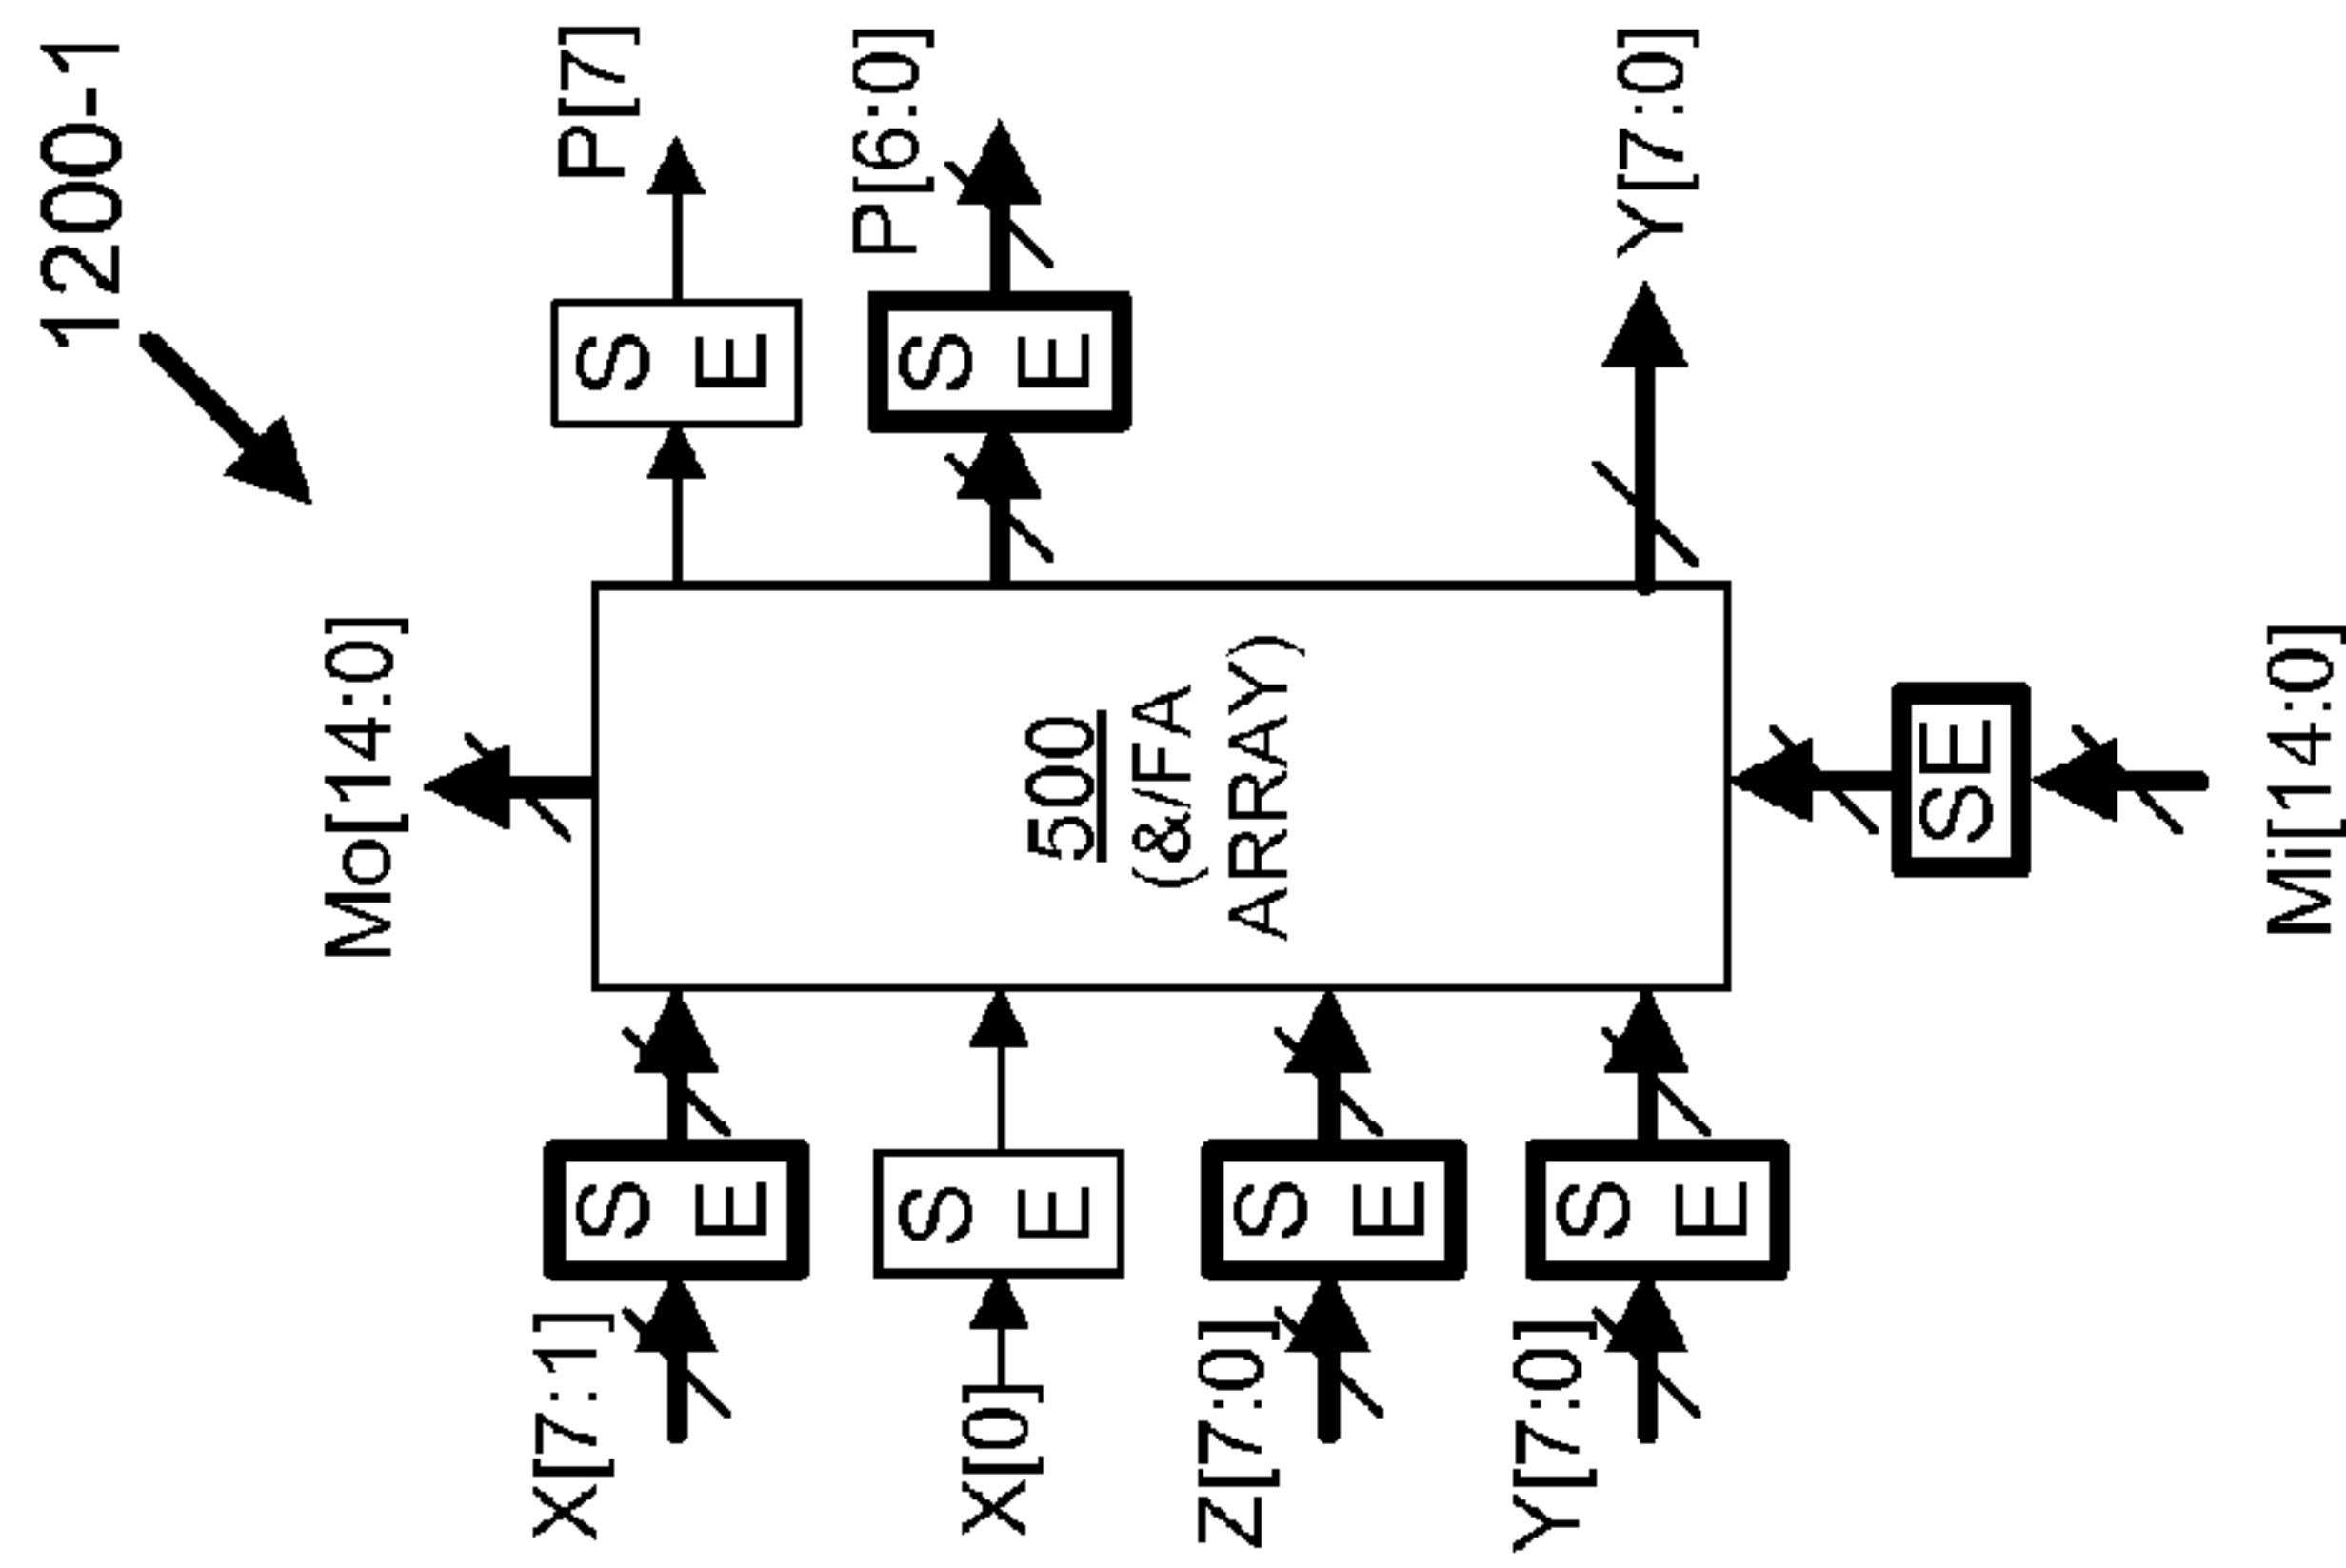 1200-1
Mo[14:0]
X[7:1]
S
E
S
E
P[7]
X[0]
S
E
S
E
P[6:0]
500
(&/FA
ARRAY)
Z[7:0]
S
E
Y[7:0]
S
E
Y[7:0]
SE
Mi[14:0]